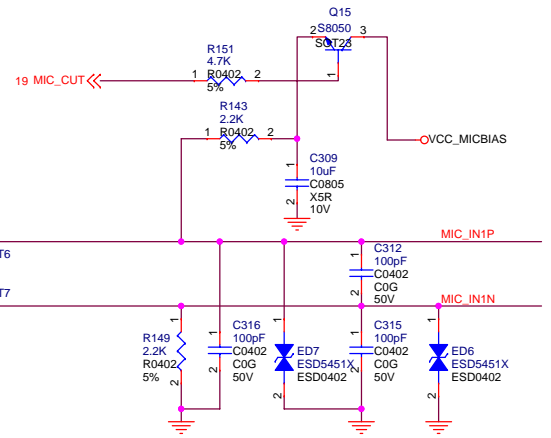 Q15
S8050
SOT23
2
3
1
R151
4.7K
R0402
5%
1
2
19 MIC_CUT
R143
2.2K
R0402
5%
1
2
VCC_MICBIAS
C309
10uF
C0805
X5R
10V
1
2
MIC_IN1P
T6
C312
100pF
C0402
C0G
50V
1
2
T7
MIC_IN1N
R149
2.2K
R0402
5%
1
2
C316
100pF
C0402
C0G
50V
1
2
ED7
ESD5451X
ESD0402
1
2
C315
100pF
C0402
C0G
50V
1
2
ED6
ESD5451X
ESD0402
1
2